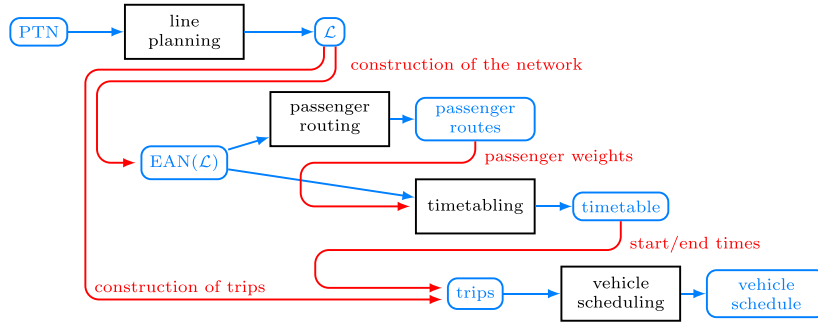 PTN
line
planning
ℒ
construction of the network
passenger
routing
passenger
routes
EAN(ℒ)
passenger weights
timetabling
timetable
start/end times
construction of trips
trips
vehicle
scheduling
vehicle
schedule